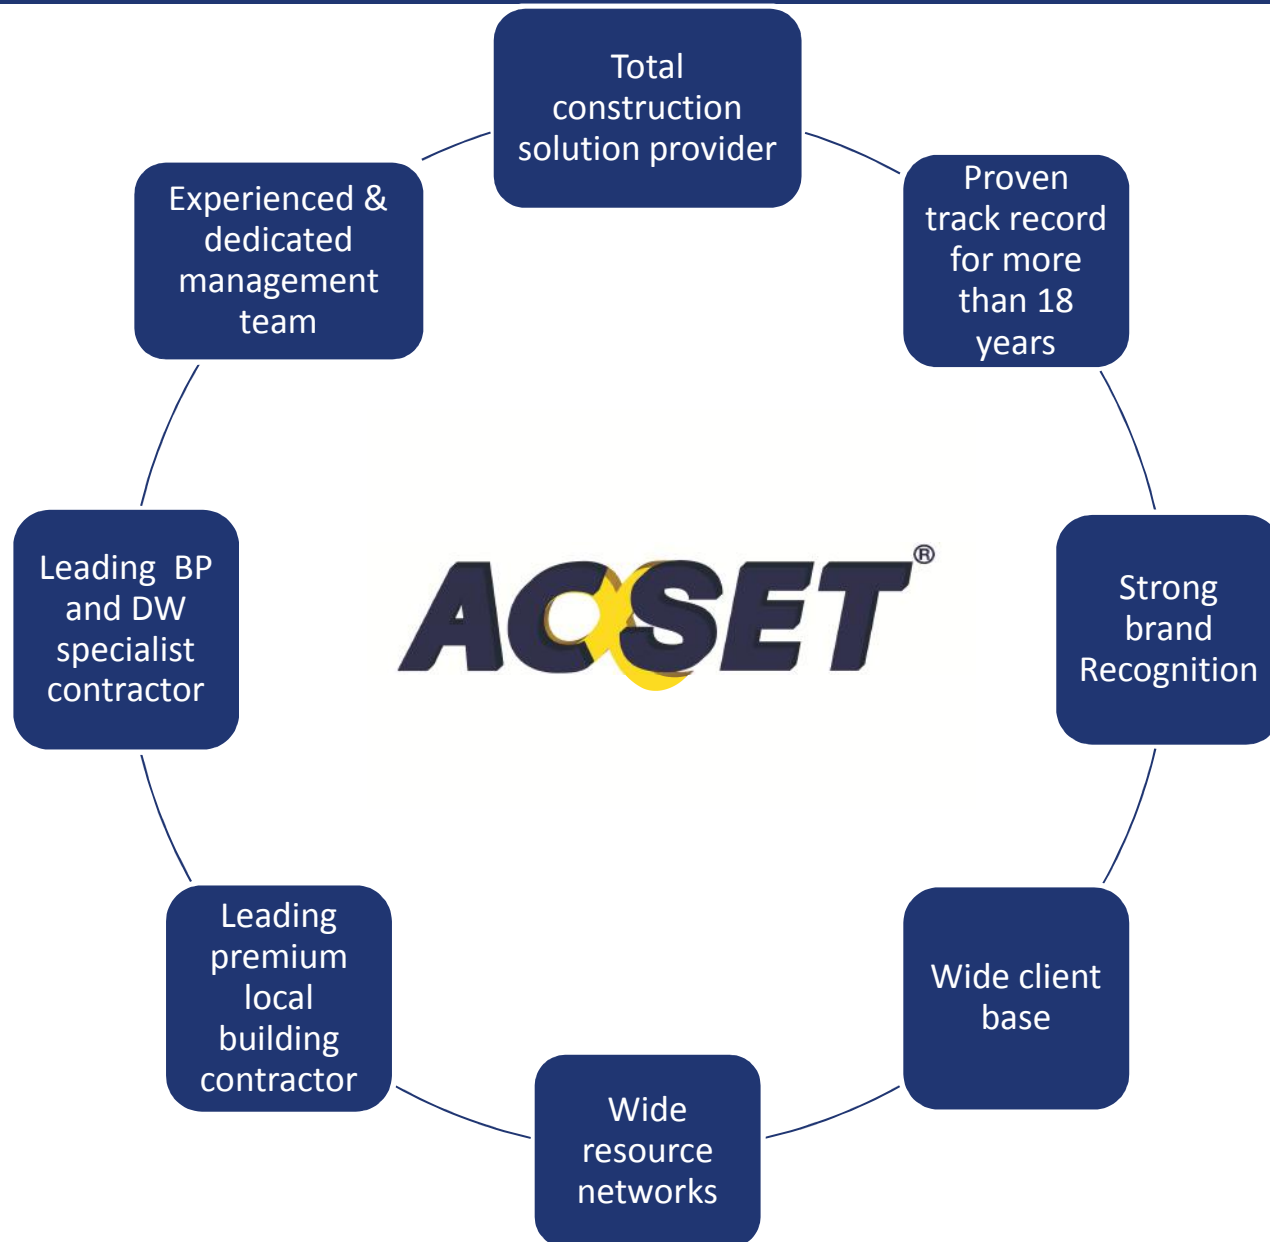 Total
construction
solution provider
Proven
track record
for more
than 18
years
Strong
brand
Recognition
Wide client
base
Wide
resource
networks
Leading
premium
local
building
contractor
Leading  BP
and DW
specialist
contractor
Experienced &
dedicated
management
team
ACSET®